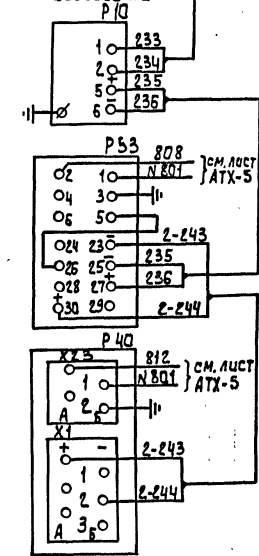 P10
1 233
2 234
+
5 235
–
6 236
P53
2 808
1 N801
СМ. ЛИСТ
АТХ-5
4 3
6 5
24 23 – 2-243
26 25 – 235
28 27 + 236
+
30 29 2-244
P40
X23
812
1 N801
СМ. ЛИСТ
АТХ-5
А 2 Б
X1
+ – 2-243
1
2 2-244
А 3 Б